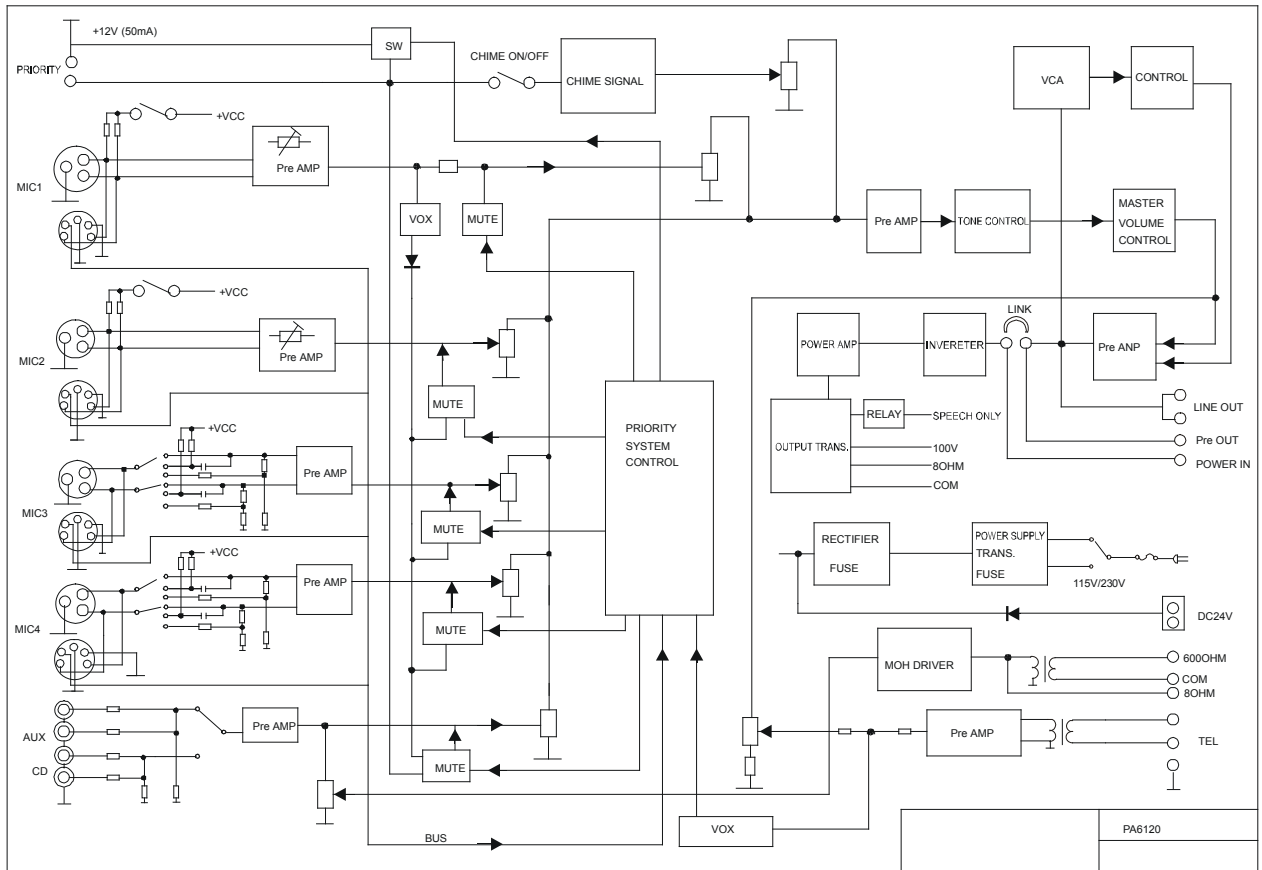 +12V (50mA)
PRIORITY
SW
CHIME ON/OFF
CHIME SIGNAL
VCA
CONTROL
+VCC
MIC1
Pre AMP
VOX
MUTE
Pre AMP
TONE CONTROL
MASTER
VOLUME
CONTROL
+VCC
MIC2
Pre AMP
MUTE
LINK
POWER AMP
INVERETER
Pre ANP
LINE OUT
Pre OUT
POWER IN
OUTPUT TRANS.
RELAY
SPEECH ONLY
100V
8OHM
COM
PRIORITY
SYSTEM
CONTROL
+VCC
MIC3
Pre AMP
MUTE
+VCC
MIC4
Pre AMP
MUTE
RECTIFIER
FUSE
POWER SUPPLY
TRANS.
FUSE
115V/230V
DC24V
MOH DRIVER
600OHM
COM
8OHM
AUX
CD
Pre AMP
MUTE
Pre AMP
TEL
BUS
VOX
PA6120